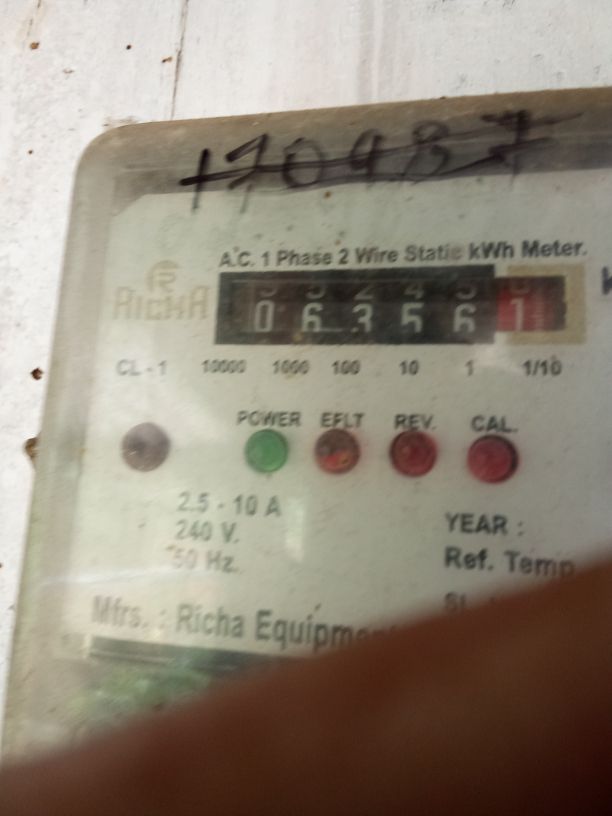 170487
A.C. 1 Phase 2 Wire Static kWh Meter.
RICHA
0 6 3 5 6 1
CL - 1 10000 1000 100 10 1 1/10
POWER EFLT REV. CAL.
2.5 - 10 A
240 V.
50 Hz.
YEAR :
Ref. Temp
Mfrs. : Richa Equipmen